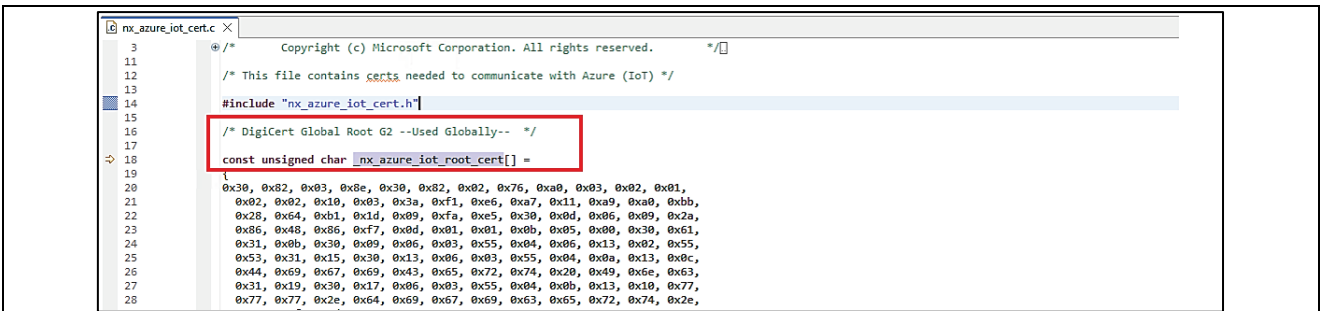 nx_azure_iot_cert.c
3 /* Copyright (c) Microsoft Corporation. All rights reserved. */
11
12 /* This file contains certs needed to communicate with Azure (IoT) */
13
14 #include "nx_azure_iot_cert.h"
15
16 /* DigiCert Global Root G2 --Used Globally-- */
17
18 const unsigned char _nx_azure_iot_root_cert[] =
19 {
20 0x30, 0x82, 0x03, 0x8e, 0x30, 0x82, 0x02, 0x76, 0xa0, 0x03, 0x02, 0x01,
21 0x02, 0x02, 0x10, 0x03, 0x3a, 0xf1, 0xe6, 0xa7, 0x11, 0xa9, 0xa0, 0xbb,
22 0x28, 0x64, 0xb1, 0x1d, 0x09, 0xfa, 0xe5, 0x30, 0x0d, 0x06, 0x09, 0x2a,
23 0x86, 0x48, 0x86, 0xf7, 0x0d, 0x01, 0x01, 0x0b, 0x05, 0x00, 0x30, 0x61,
24 0x31, 0x0b, 0x30, 0x09, 0x06, 0x03, 0x55, 0x04, 0x06, 0x13, 0x02, 0x55,
25 0x53, 0x31, 0x15, 0x30, 0x13, 0x06, 0x03, 0x55, 0x04, 0x0a, 0x13, 0x0c,
26 0x44, 0x69, 0x67, 0x69, 0x43, 0x65, 0x72, 0x74, 0x20, 0x49, 0x6e, 0x63,
27 0x31, 0x19, 0x30, 0x17, 0x06, 0x03, 0x55, 0x04, 0x0b, 0x13, 0x10, 0x77,
28 0x77, 0x77, 0x2e, 0x64, 0x69, 0x67, 0x69, 0x63, 0x65, 0x72, 0x74, 0x2e,